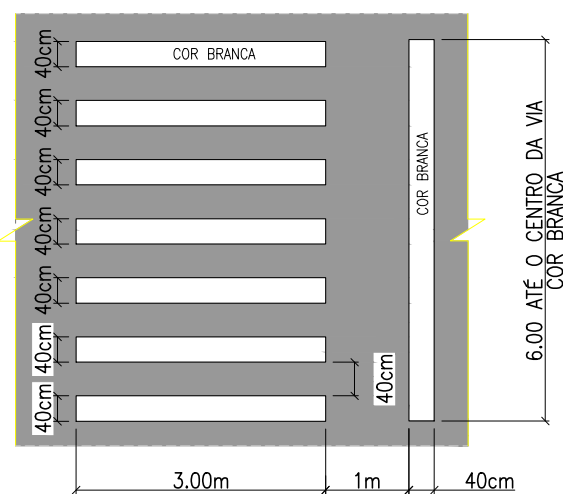 COR BRANCA
40cm
40cm
40cm
40cm
40cm
40cm
40cm
40cm
COR BRANCA
6.00 ATÉ O CENTRO DA VIA
COR BRANCA
3.00m
1m
40cm